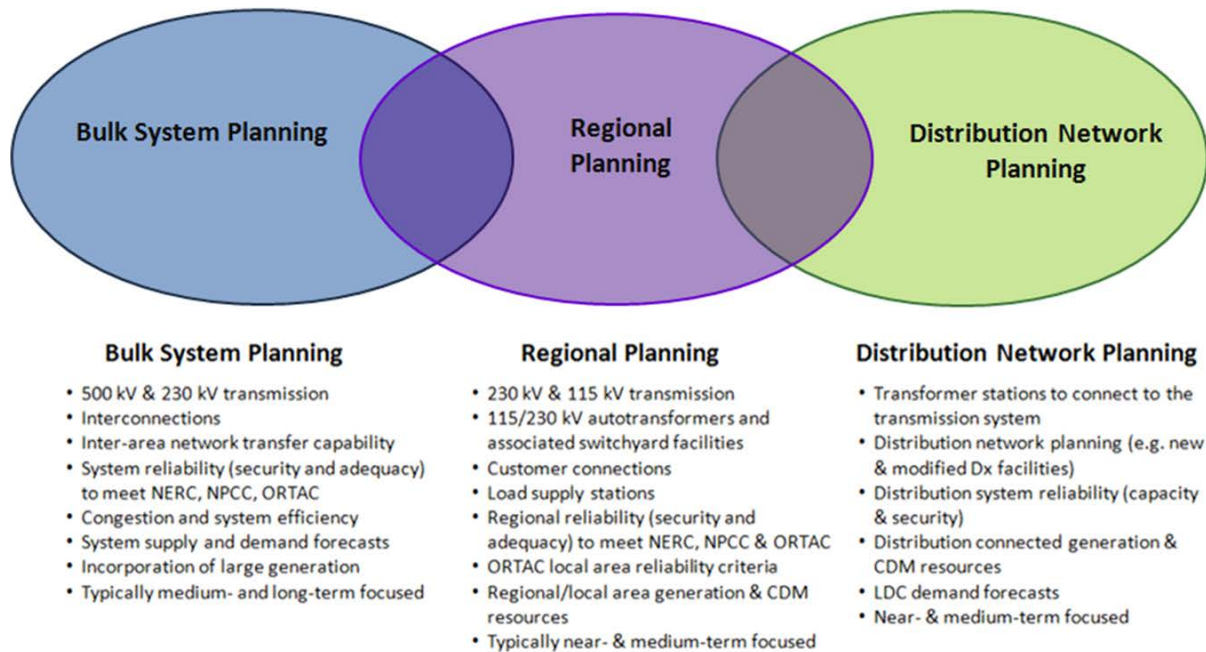 Bulk System Planning
Regional
Planning
Distribution Network
Planning
Bulk System Planning
• 500 kV & 230 kV transmission
• Interconnections
• Inter-area network transfer capability
• System reliability (security and adequacy)
to meet NERC, NPCC, ORTAC
• Congestion and system efficiency
• System supply and demand forecasts
• Incorporation of large generation
• Typically medium- and long-term focused
Regional Planning
• 230 kV & 115 kV transmission
• 115/230 kV autotransformers and
associated switchyard facilities
• Customer connections
• Load supply stations
• Regional reliability (security and
adequacy) to meet NERC, NPCC & ORTAC
• ORTAC local area reliability criteria
• Regional/local area generation & CDM
resources
• Typically near- & medium-term focused
Distribution Network Planning
• Transformer stations to connect to the
transmission system
• Distribution network planning (e.g. new
& modified Dx facilities)
• Distribution system reliability (capacity
& security)
• Distribution connected generation &
CDM resources
• LDC demand forecasts
• Near- & medium-term focused